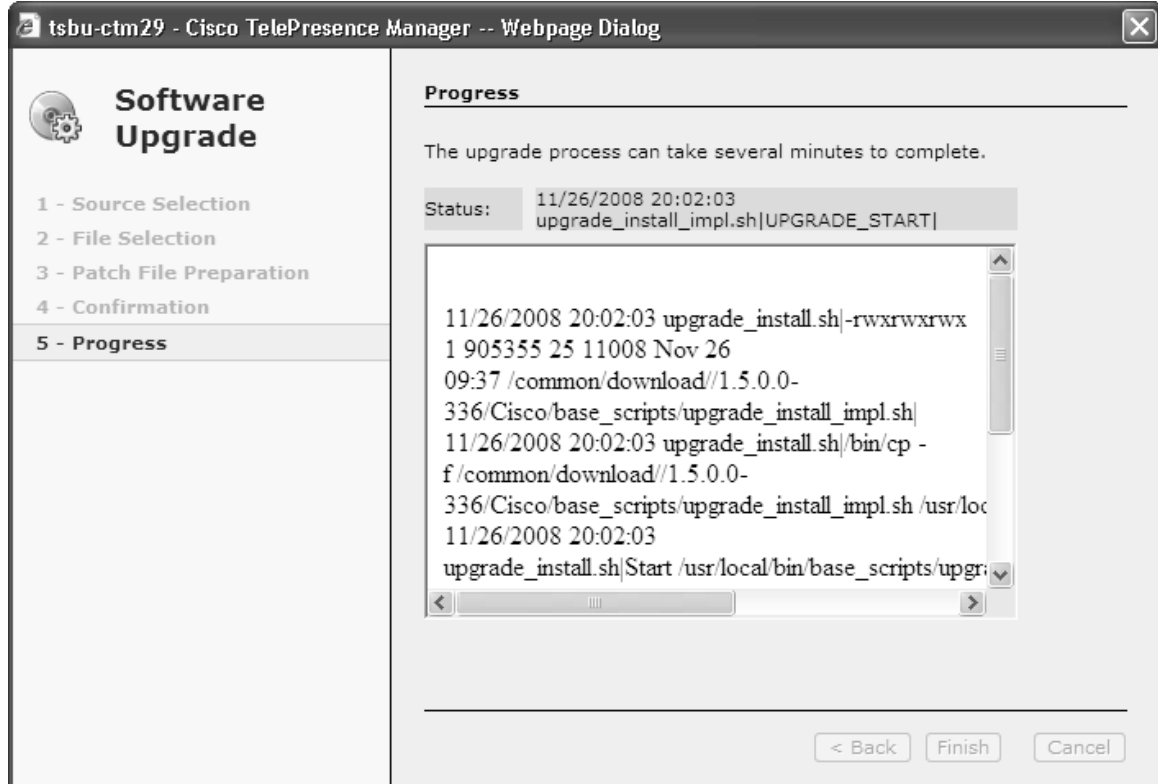 tsbu-ctm29 - Cisco TelePresence Manager -- Webpage Dialog
Software
Upgrade
1 - Source Selection
2 - File Selection
3 - Patch File Preparation
4 - Confirmation
5 - Progress
Progress
The upgrade process can take several minutes to complete.
Status:
11/26/2008 20:02:03
upgrade_install_impl.sh|UPGRADE_START|
11/26/2008 20:02:03 upgrade_install.sh|-rwxrwxrwx
1 905355 25 11008 Nov 26
09:37 /common/download//1.5.0.0-
336/Cisco/base_scripts/upgrade_install_impl.sh|
11/26/2008 20:02:03 upgrade_install.sh|/bin/cp -
f /common/download//1.5.0.0-
336/Cisco/base_scripts/upgrade_install_impl.sh /usr/loc
11/26/2008 20:02:03
upgrade_install.sh|Start /usr/local/bin/base_scripts/upgra
< Back
Finish
Cancel